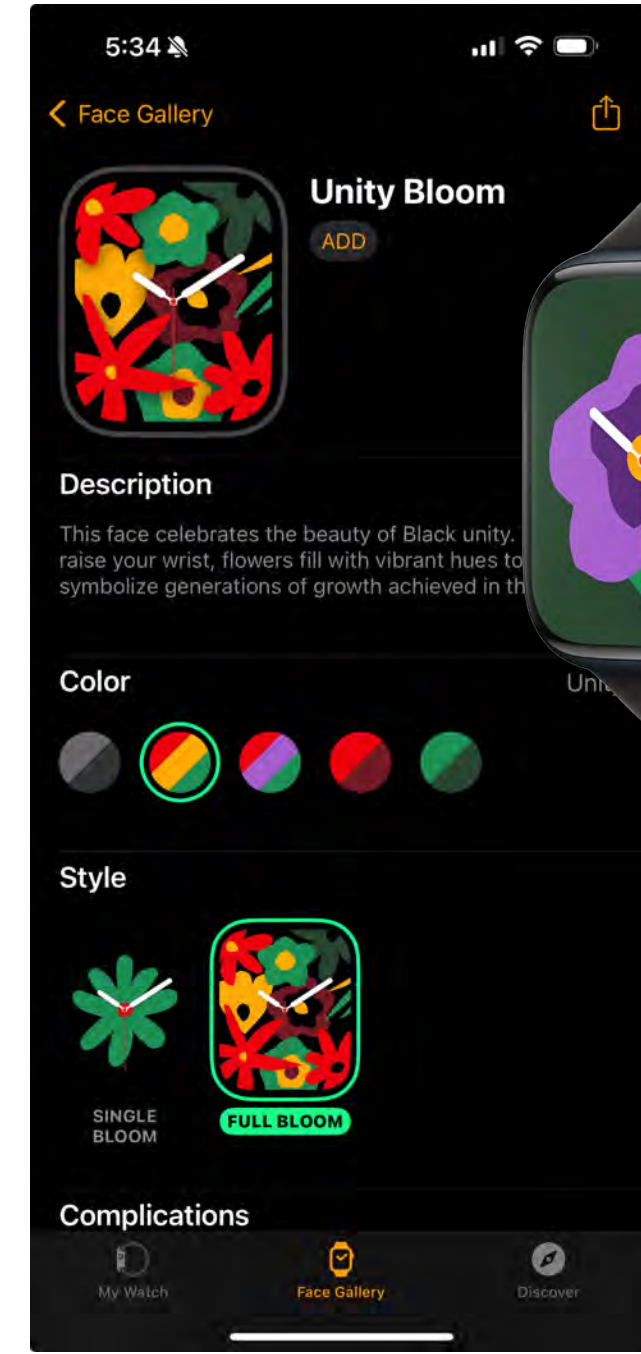 5:34
Face Gallery
Unity Bloom
ADD
Description
This face celebrates the beauty of Black unity.
raise your wrist, flowers fill with vibrant hues to
symbolize generations of growth achieved in th
Color
Style
SINGLE
BLOOM
FULL BLOOM
Complications
My Watch
Face Gallery
Discover